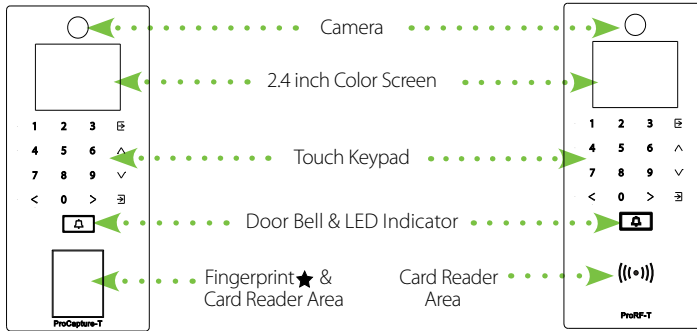 Camera
2.4 inch Color Screen
1 2 3
4 5 6
7 8 9
< 0 >
Touch Keypad
1 2 3
4 5 6
7 8 9
< 0 >
Door Bell & LED Indicator
Fingerprint★ &
Card Reader Area
Card Reader
Area
ProCapture-T
ProRF-T